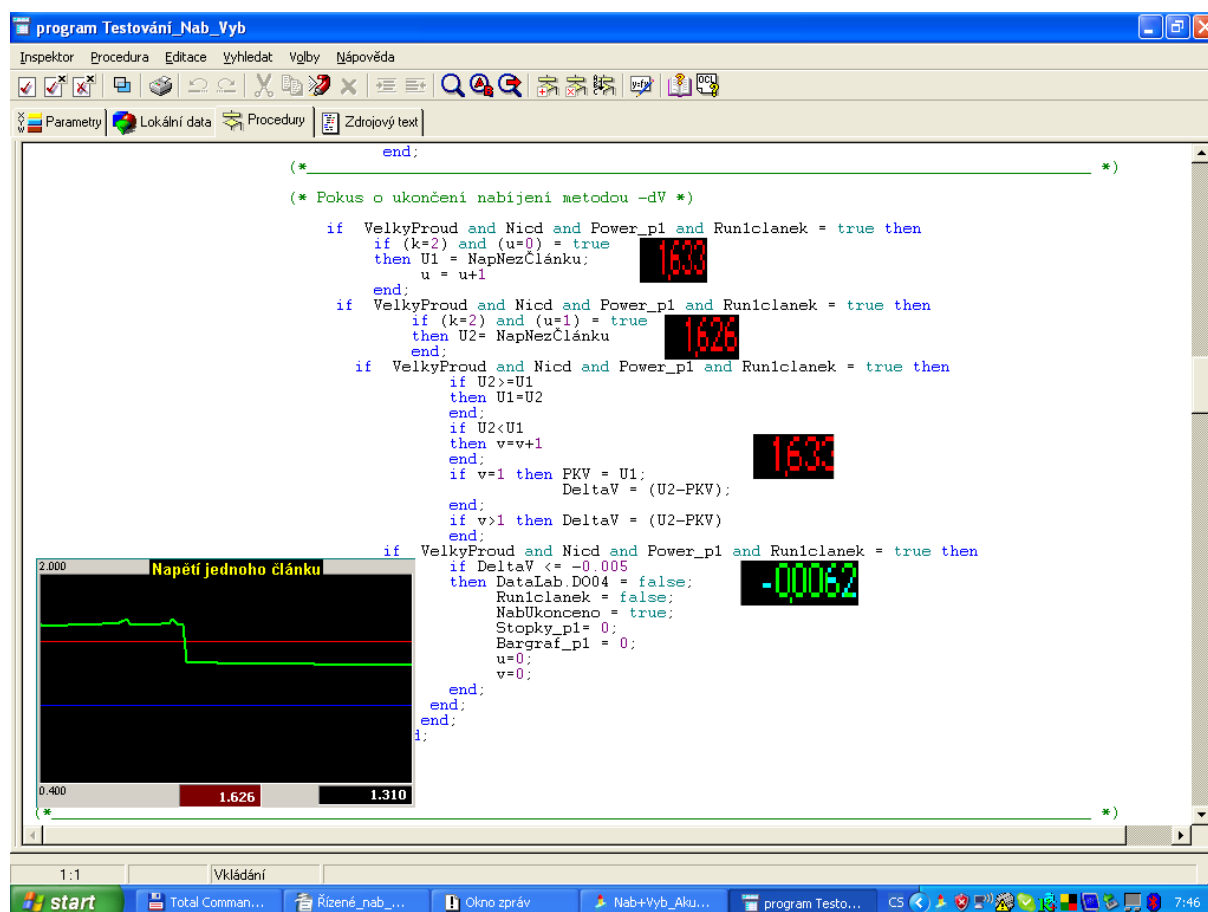 program Testování_Nab_Vyb
Inspektor Procedura Editace Vyhledat Volby Nápověda
Parametry Lokální data Procedury Zdrojový text
end;
(* *)
(* Pokus o ukončení nabíjení metodou -dV *)
if VelkyProud and Nicd and Power_p1 and Run1clanek = true then
if (k=2) and (u=0) = true
then U1 = NapNezČlánku;
1,633
u = u+1
end;
if VelkyProud and Nicd and Power_p1 and Run1clanek = true then
if (k=2) and (u=1) = true
then U2= NapNezČlánku
1,626
end;
if VelkyProud and Nicd and Power_p1 and Run1clanek = true then
if U2>=U1
then U1=U2
end;
if U2<U1
then v=v+1
end;
1,633
if v=1 then PKV = U1;
DeltaV = (U2-PKV);
end;
if v>1 then DeltaV = (U2-PKV)
end;
if VelkyProud and Nicd and Power_p1 and Run1clanek = true then
if DeltaV <= -0.005
then DataLab.DO04 = false;
-0,0062
Run1clanek = false;
NabUkonceno = true;
Stopky_p1= 0;
Bargraf_p1 = 0;
u=0;
v=0;
end;
end;
end;
d;
2.000 Napětí jednoho článku
0.400 1.626 1.310
(* *)
1:1 Vkládání
start Total Comman... Řízené_nab_... Okno zpráv Nab+Vyb_Aku... program Testo... CS 7:46